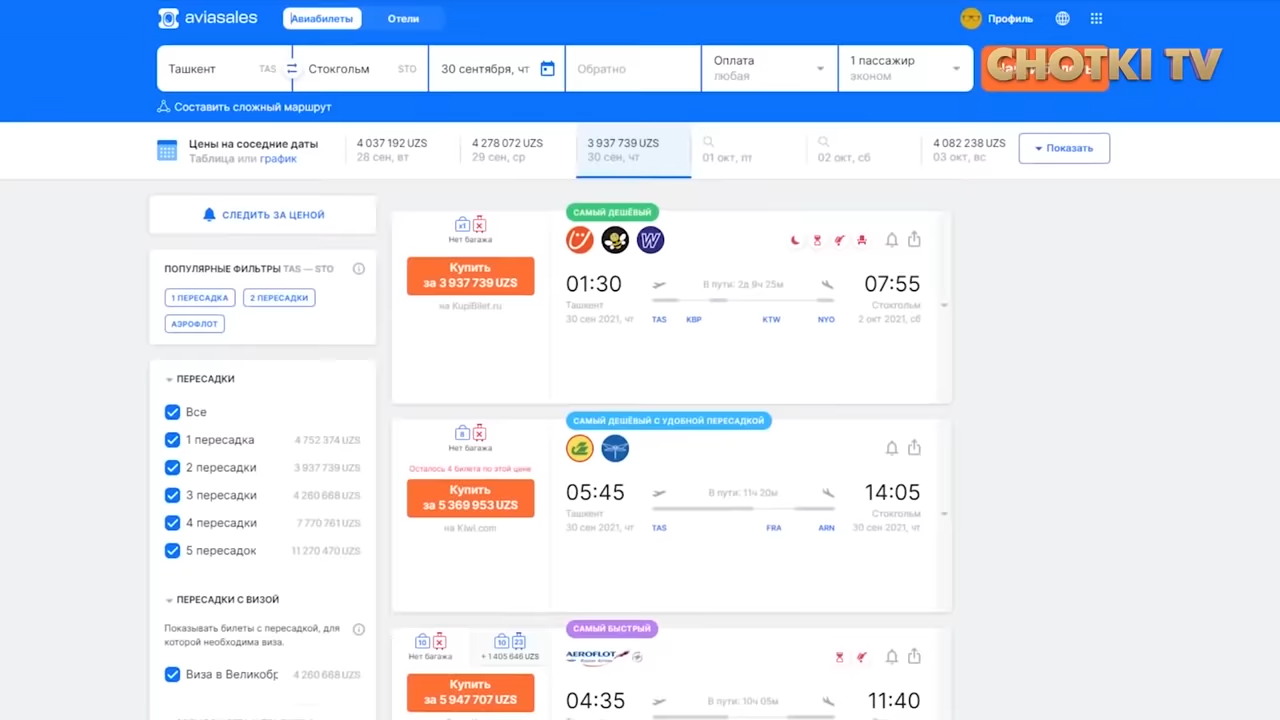 aviasales
Авиабилеты
Отели
Профиль
Ташкент TAS
Стокгольм STO
30 сентября, чт
Обратно
Оплата
любая
1 пассажир
эконом
CHOTKI TV
Составить сложный маршрут
Цены на соседние даты
Таблица или график
4 037 192 UZS
28 сен, вт
4 278 072 UZS
29 сен, ср
3 937 739 UZS
30 сен, чт
01 окт, пт
02 окт, сб
4 082 238 UZS
03 окт, вс
Показать
СЛЕДИТЬ ЗА ЦЕНОЙ
ПОПУЛЯРНЫЕ ФИЛЬТРЫ TAS — STO
1 ПЕРЕСАДКА
2 ПЕРЕСАДКИ
АЭРОФЛОТ
ПЕРЕСАДКИ
Все
1 пересадка 4 752 374 UZS
2 пересадки 3 937 739 UZS
3 пересадки 4 260 668 UZS
4 пересадки 7 770 761 UZS
5 пересадок 11 270 470 UZS
ПЕРЕСАДКИ С ВИЗОЙ
Показывать билеты с пересадкой, для
которой необходима виза.
Виза в Великобр 4 260 668 UZS
САМЫЙ ДЕШЁВЫЙ
x1
Нет багажа
Купить
за 3 937 739 UZS
на KupiBilet.ru
W
01:30
В пути: 2д 9ч 25м
07:55
Ташкент
Стокгольм
30 сен 2021, чт
TAS KBP KTW NYO
2 окт 2021, сб
САМЫЙ ДЕШЁВЫЙ С УДОБНОЙ ПЕРЕСАДКОЙ
8
Нет багажа
Осталось 4 билета по этой цене
Купить
за 5 369 953 UZS
на Kiwi.com
05:45
В пути: 11ч 20м
14:05
Ташкент
Стокгольм
30 сен 2021, чт
TAS FRA ARN
30 сен 2021, чт
САМЫЙ БЫСТРЫЙ
10
Нет багажа
10 23
+ 1 405 646 UZS
Купить
за 5 947 707 UZS
AEROFLOT
04:35
В пути: 10ч 05м
11:40